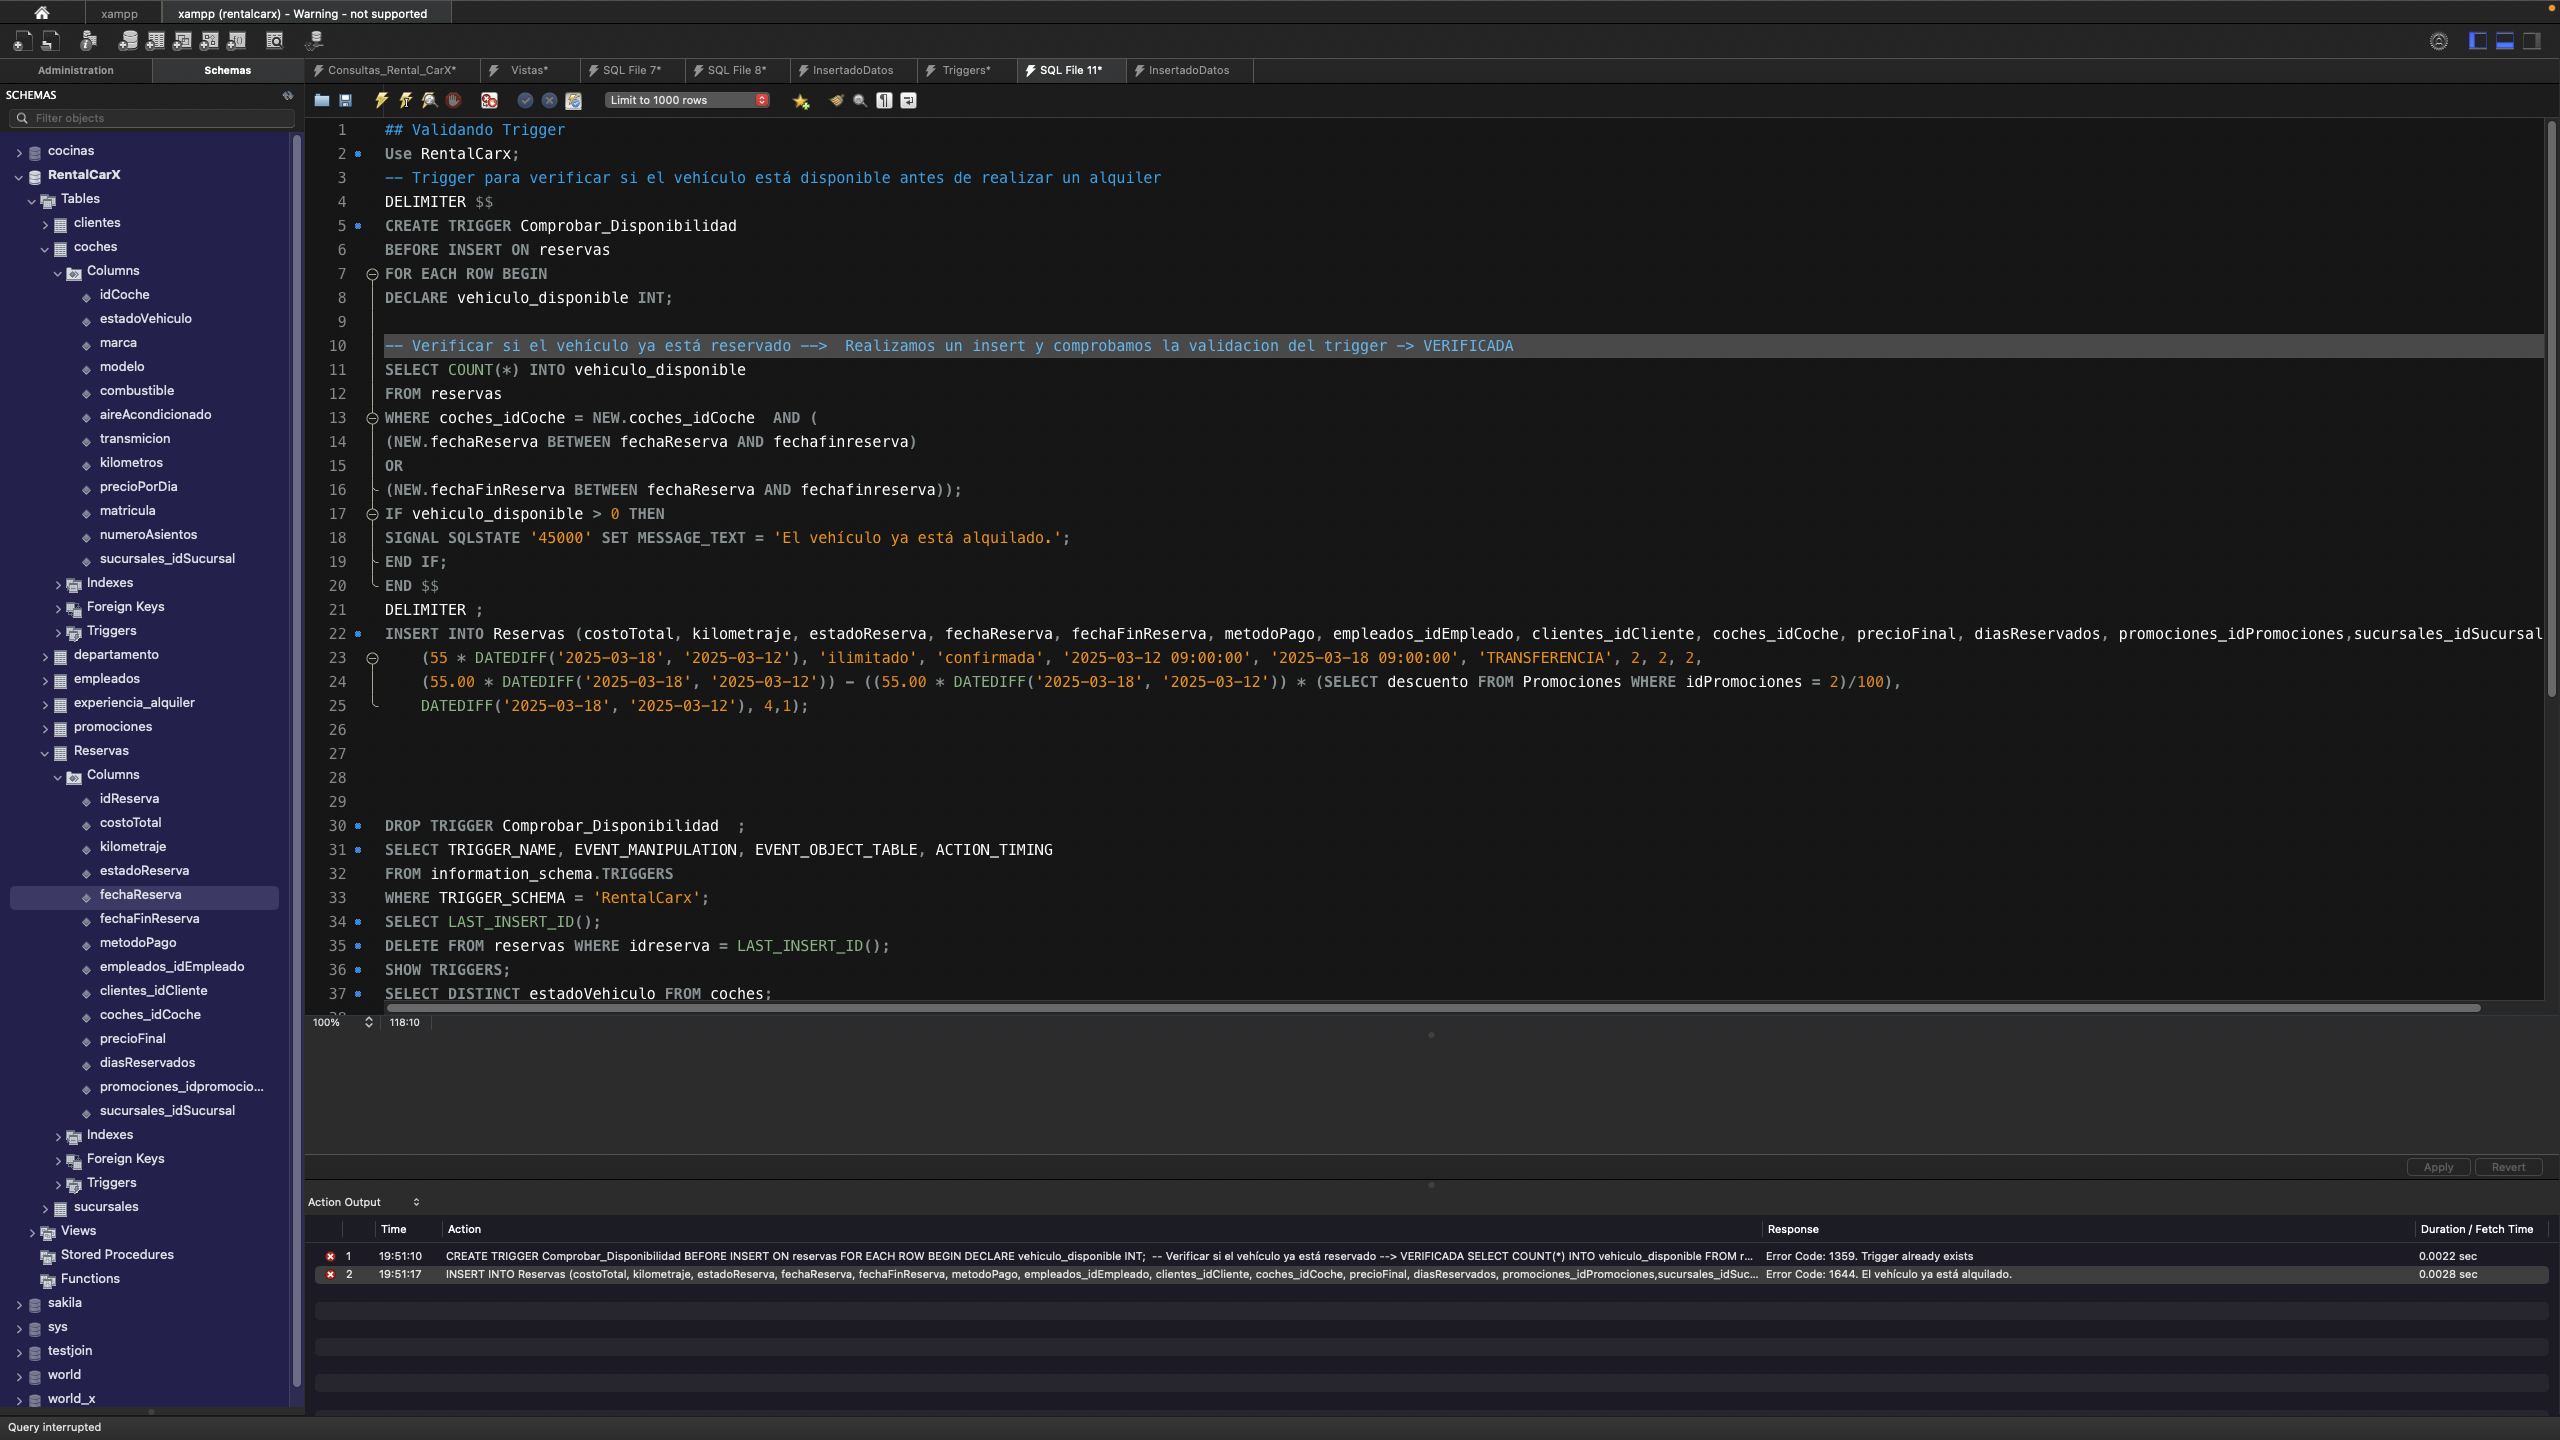 xampp
xampp (rentalcarx) - Warning - not supported
Administration
Schemas
Consultas_Rental_CarX*
Vistas*
SQL File 7*
SQL File 8*
InsertadoDatos
Triggers*
SQL File 11*
InsertadoDatos
SCHEMAS
Filter objects
Limit to 1000 rows
cocinas
RentalCarX
Tables
clientes
coches
Columns
idCoche
estadoVehiculo
marca
modelo
combustible
aireAcondicionado
transmicion
kilometros
precioPorDia
matricula
numeroAsientos
sucursales_idSucursal
Indexes
Foreign Keys
Triggers
departamento
empleados
experiencia_alquiler
promociones
Reservas
Columns
idReserva
costoTotal
kilometraje
estadoReserva
fechaReserva
fechaFinReserva
metodoPago
empleados_idEmpleado
clientes_idCliente
coches_idCoche
precioFinal
diasReservados
promociones_idpromocio...
sucursales_idSucursal
Indexes
Foreign Keys
Triggers
sucursales
Views
Stored Procedures
Functions
sakila
sys
testjoin
world
world_x
1 ## Validando Trigger
2 Use RentalCarx;
3 -- Trigger para verificar si el vehículo está disponible antes de realizar un alquiler
4 DELIMITER $$
5 CREATE TRIGGER Comprobar_Disponibilidad
6 BEFORE INSERT ON reservas
7 FOR EACH ROW BEGIN
8 DECLARE vehiculo_disponible INT;
9
10 -- Verificar si el vehículo ya está reservado -->  Realizamos un insert y comprobamos la validacion del trigger -> VERIFICADA
11 SELECT COUNT(*) INTO vehiculo_disponible
12 FROM reservas
13 WHERE coches_idCoche = NEW.coches_idCoche  AND (
14 (NEW.fechaReserva BETWEEN fechaReserva AND fechafinreserva)
15 OR
16 (NEW.fechaFinReserva BETWEEN fechaReserva AND fechafinreserva));
17 IF vehiculo_disponible > 0 THEN
18 SIGNAL SQLSTATE '45000' SET MESSAGE_TEXT = 'El vehículo ya está alquilado.';
19 END IF;
20 END $$
21 DELIMITER ;
22 INSERT INTO Reservas (costoTotal, kilometraje, estadoReserva, fechaReserva, fechaFinReserva, metodoPago, empleados_idEmpleado, clientes_idCliente, coches_idCoche, precioFinal, diasReservados, promociones_idPromociones,sucursales_idSucursal
23 (55 * DATEDIFF('2025-03-18', '2025-03-12'), 'ilimitado', 'confirmada', '2025-03-12 09:00:00', '2025-03-18 09:00:00', 'TRANSFERENCIA', 2, 2, 2,
24 (55.00 * DATEDIFF('2025-03-18', '2025-03-12')) - ((55.00 * DATEDIFF('2025-03-18', '2025-03-12')) * (SELECT descuento FROM Promociones WHERE idPromociones = 2)/100),
25 DATEDIFF('2025-03-18', '2025-03-12'), 4,1);
26
27
28
29
30 DROP TRIGGER Comprobar_Disponibilidad  ;
31 SELECT TRIGGER_NAME, EVENT_MANIPULATION, EVENT_OBJECT_TABLE, ACTION_TIMING
32 FROM information_schema.TRIGGERS
33 WHERE TRIGGER_SCHEMA = 'RentalCarx';
34 SELECT LAST_INSERT_ID();
35 DELETE FROM reservas WHERE idreserva = LAST_INSERT_ID();
36 SHOW TRIGGERS;
37 SELECT DISTINCT estadoVehiculo FROM coches;
100%
118:10
Apply
Revert
Action Output
Time Action Response Duration / Fetch Time
1 19:51:10 CREATE TRIGGER Comprobar_Disponibilidad BEFORE INSERT ON reservas FOR EACH ROW BEGIN DECLARE vehiculo_disponible INT;  -- Verificar si el vehículo ya está reservado --> VERIFICADA SELECT COUNT(*) INTO vehiculo_disponible FROM r... Error Code: 1359. Trigger already exists 0.0022 sec
2 19:51:17 INSERT INTO Reservas (costoTotal, kilometraje, estadoReserva, fechaReserva, fechaFinReserva, metodoPago, empleados_idEmpleado, clientes_idCliente, coches_idCoche, precioFinal, diasReservados, promociones_idPromociones,sucursales_idSuc... Error Code: 1644. El vehículo ya está alquilado. 0.0028 sec
Query interrupted